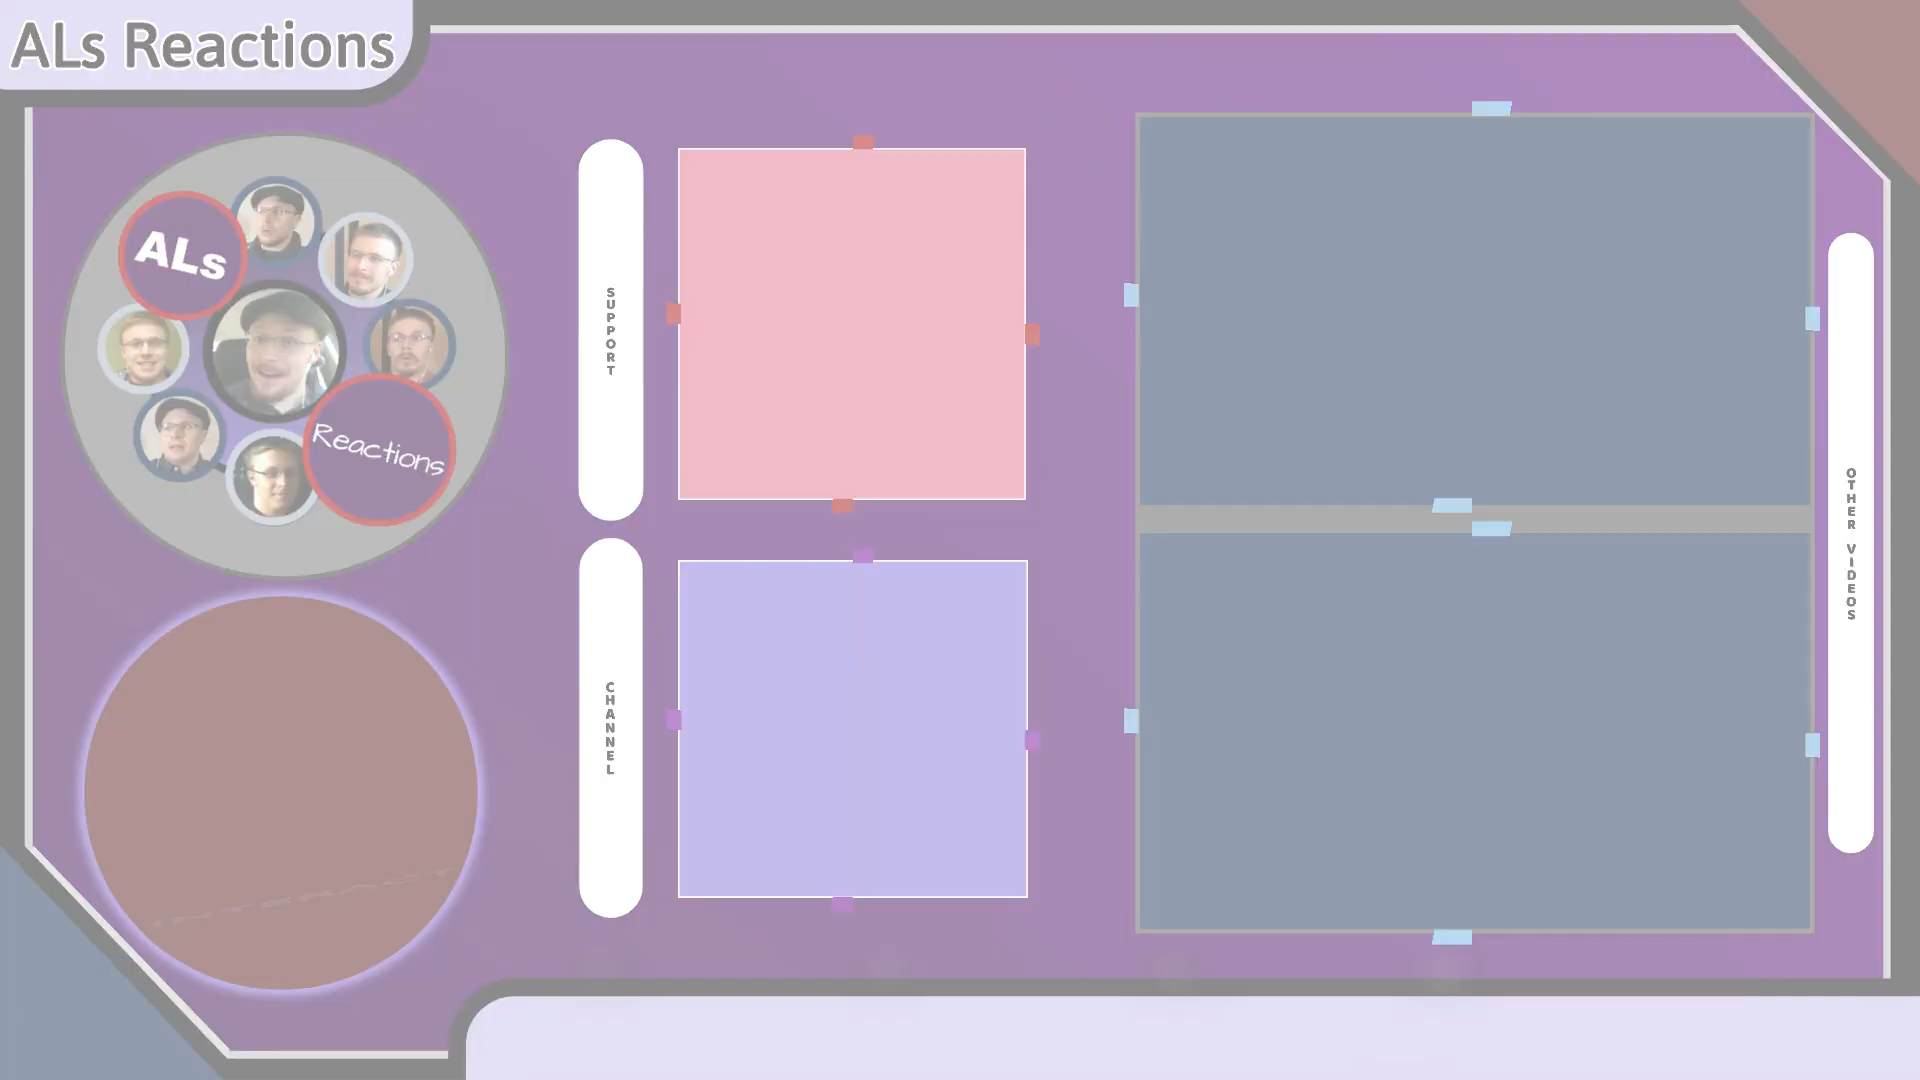 ALs Reactions
ALs
Reactions
SUPPORT
CHANNEL
OTHER VIDEOS